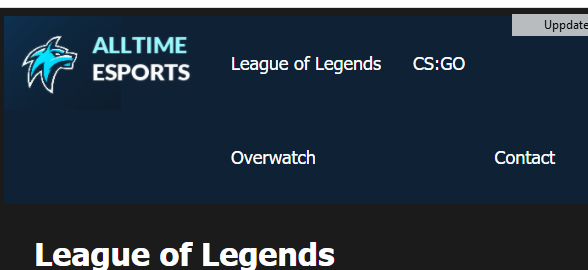 Uppdate
ALLTIME
ESPORTS
League of Legends CS:GO
Overwatch Contact
League of Legends